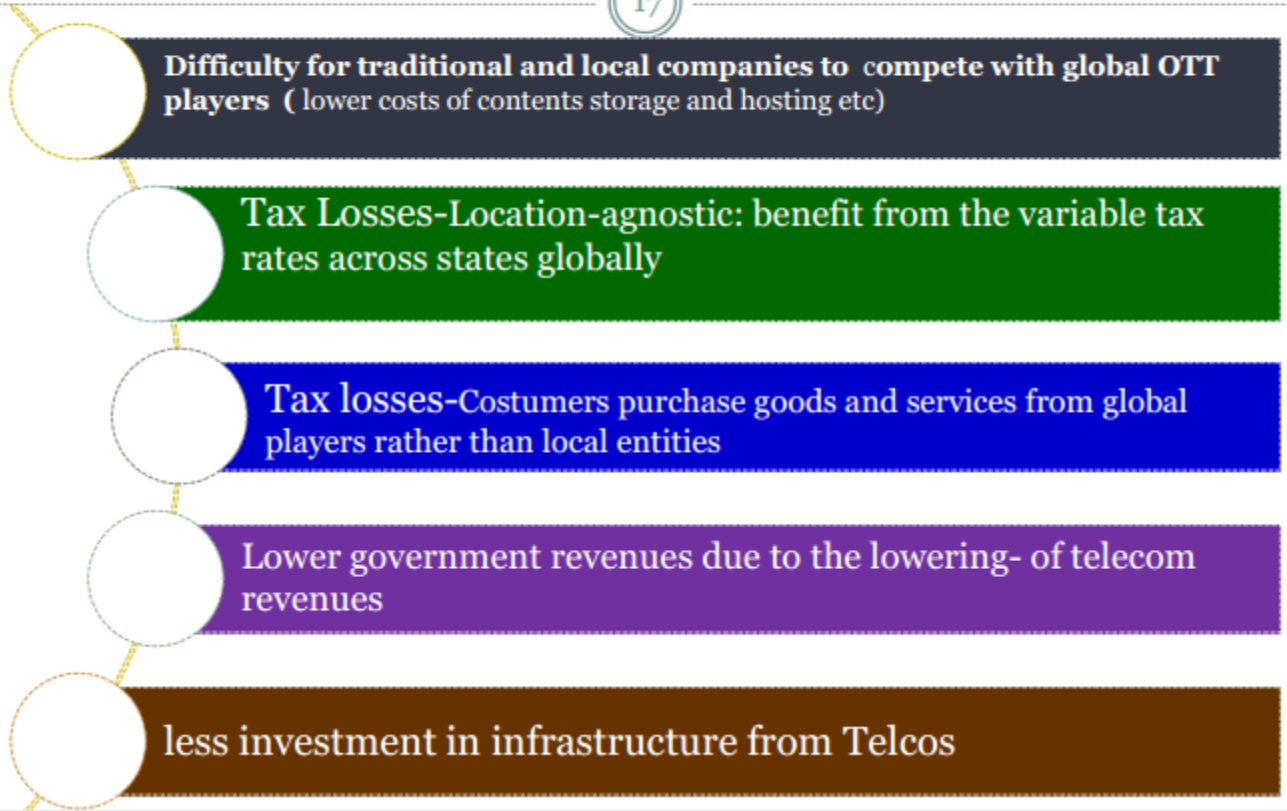 17
Difficulty for traditional and local companies to compete with global OTT
players ( lower costs of contents storage and hosting etc)
Tax Losses-Location-agnostic: benefit from the variable tax
rates across states globally
Tax losses-Costumers purchase goods and services from global
players rather than local entities
Lower government revenues due to the lowering- of telecom
revenues
less investment in infrastructure from Telcos